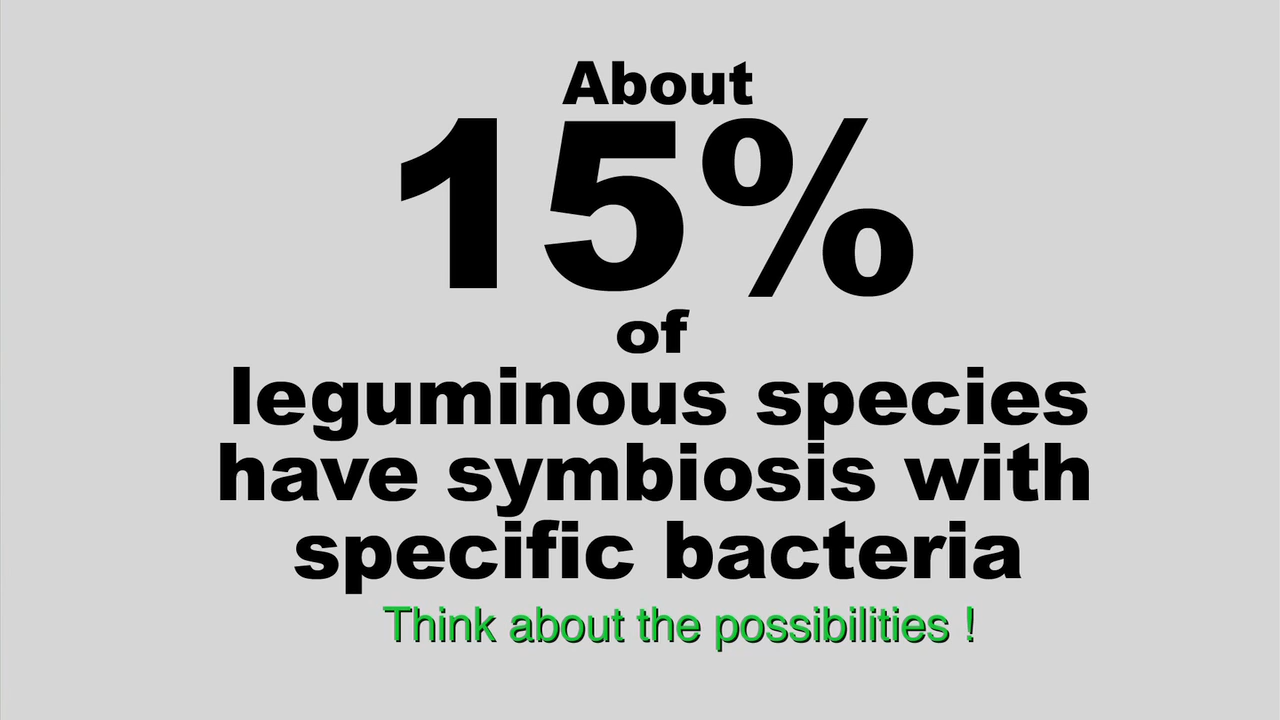 About
15%
of
leguminous species
have symbiosis with
specific bacteria
Think about the possibilities !